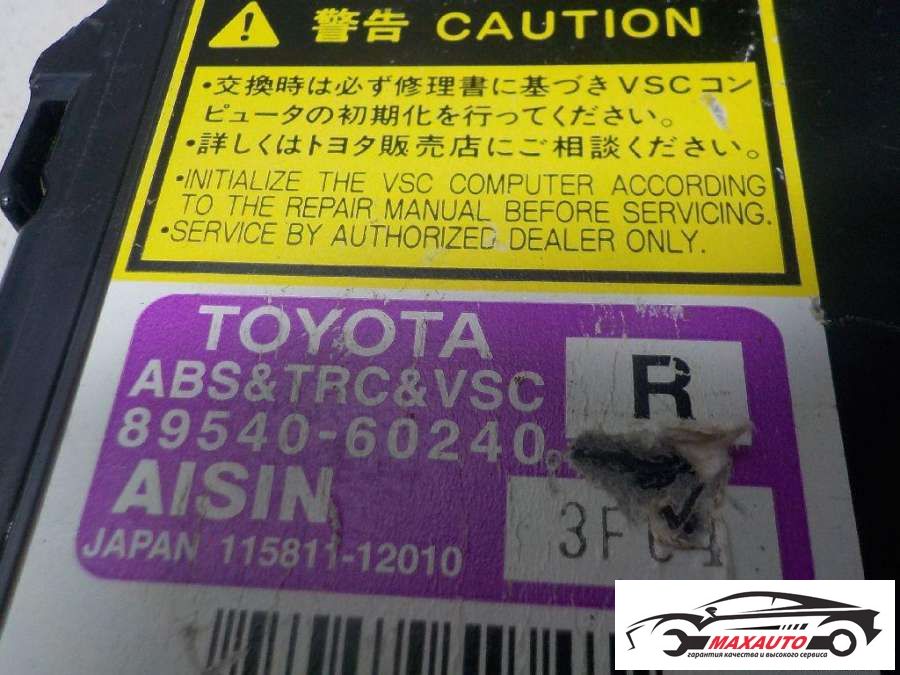 警告 CAUTION
・交換時は必ず修理書に基づきVSCコン
ピュータの初期化を行ってください。
・詳しくはトヨタ販売店にご相談ください。
・INITIALIZE THE VSC COMPUTER ACCORDING
TO THE REPAIR MANUAL BEFORE SERVICING.
・SERVICE BY AUTHORIZED DEALER ONLY.
TOYOTA
ABS&TRC&VSC
R
89540-60240
AISIN
JAPAN 115811-12010
MAXAUTO
гарантия качества и высокого сервиса